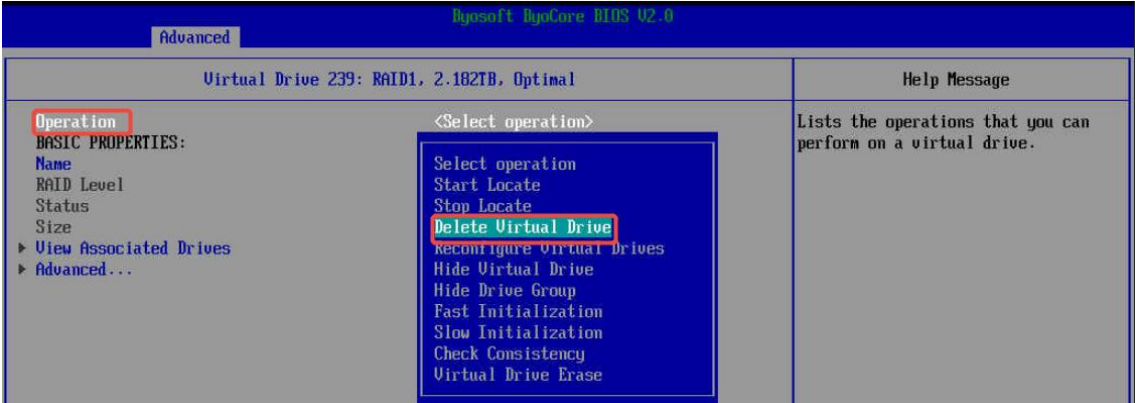 Byosoft ByoCore BIOS V2.0
Advanced
Virtual Drive 239: RAID1, 2.182TB, Optimal
Help Message
Operation
<Select operation>
Lists the operations that you can
perform on a virtual drive.
BASIC PROPERTIES:
Name
RAID Level
Status
Size
▶ View Associated Drives
▶ Advanced...
Select operation
Start Locate
Stop Locate
Delete Virtual Drive
Reconfigure Virtual Drives
Hide Virtual Drive
Hide Drive Group
Fast Initialization
Slow Initialization
Check Consistency
Virtual Drive Erase